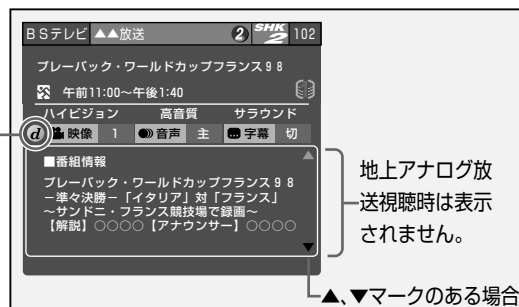 BSテレビ ▲▲放送 2 SHK 2 102
プレーバック・ワールドカップフランス98
午前11:00~午後1:40
ハイビジョン 高音質 サラウンド
d 映像 1 音声 主 字幕 切
■番組情報
プレーバック・ワールドカップフランス98
-準々決勝-「イタリア」対「フランス」
~サンドニ・フランス競技場で録画~
【解説】○○○○【アナウンサー】○○○○
地上アナログ放
送視聴時は表示
されません。
▲、▼マークのある場合